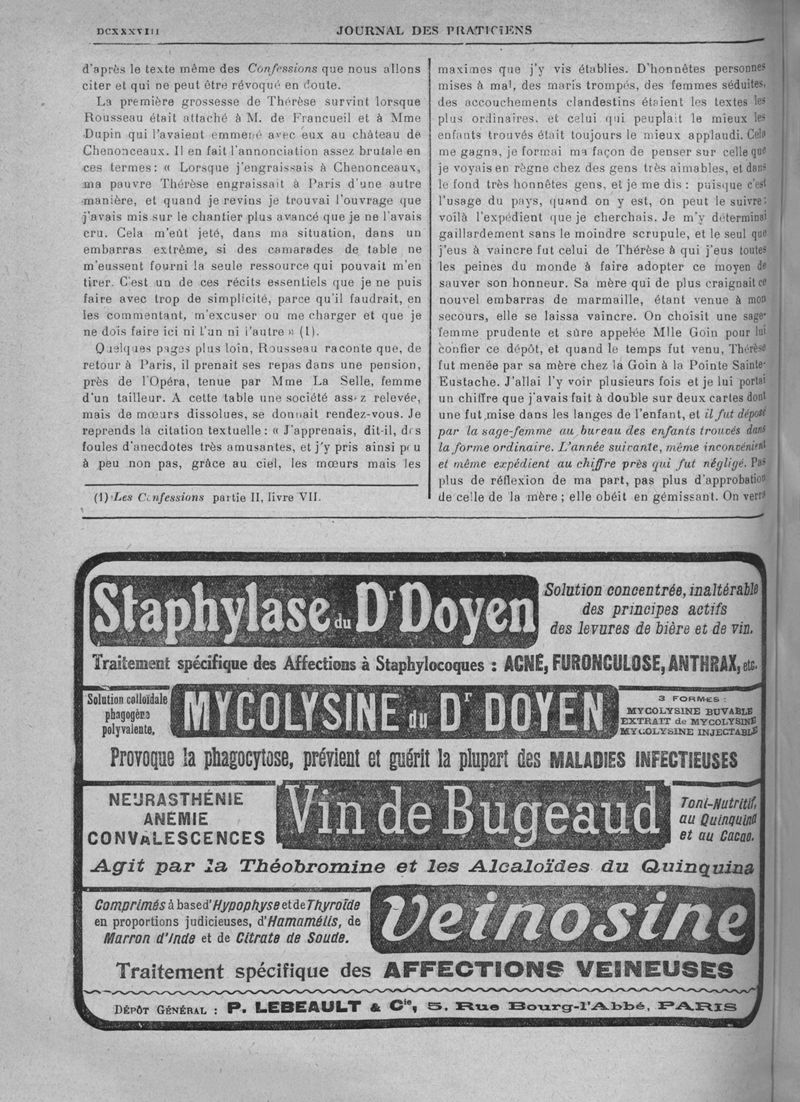 DCXXXVIII
JOURNAL DES PRATICIENS
d'après le texte même des Confessions que nous allons
citer et qui ne peut être révoqué en doute.
La première grossesse de Thérèse survint lorsque
Rousseau était attaché à M. de Francueil et à Mme
Dupin qui l'avaient emmené avec eux au château de
Chenonceaux. Il en fait l'annonciation assez brutale en
ces termes: « Lorsque j'engraissais à Chenonceaux,
ma pauvre Thérèse engraissait à Paris d'une autre
manière, et quand je revins je trouvai l'ouvrage que
j'avais mis sur le chantier plus avancé que je ne l'avais
cru. Cela m'eût jeté, dans ma situation, dans un
embarras extrême, si des camarades de table ne
m'eussent fourni la seule ressource qui pouvait m'en
tirer. C'est un de ces récits essentiels que je ne puis
faire avec trop de simplicité, parce qu'il faudrait, en
les commentant, m'excuser ou me charger et que je
ne dois faire ici ni l'un ni l'autre » (1).
Quelques pages plus loin, Rousseau raconte que, de
retour à Paris, il prenait ses repas dans une pension,
près de l'Opéra, tenue par Mme La Selle, femme
d'un tailleur. A cette table une société assez relevée,
mais de mœurs dissolues, se donnait rendez-vous. Je
reprends la citation textuelle: « J'apprenais, dit-il, des
foules d'anecdotes très amusantes, et j'y pris ainsi peu
à peu non pas, grâce au ciel, les mœurs mais les
(1) Les Confessions partie II, livre VII.
maximes que j'y vis établies. D'honnêtes personnes
mises à mal, des maris trompés, des femmes séduites,
des accouchements clandestins étaient les textes les
plus ordinaires, et celui qui peuplait le mieux les
enfants trouvés était toujours le mieux applaudi. Cela
me gagna, je formai ma façon de penser sur celle que
je voyais en règne chez des gens très aimables, et dans
le fond très honnêtes gens, et je me dis : puisque c'est
l'usage du pays, quand on y est, on peut le suivre;
voilà l'expédient que je cherchais. Je m'y déterminai
gaillardement sans le moindre scrupule, et le seul que
j'eus à vaincre fut celui de Thérèse à qui j'eus toutes
les peines du monde à faire adopter ce moyen de
sauver son honneur. Sa mère qui de plus craignait ce
nouvel embarras de marmaille, étant venue à mon
secours, elle se laissa vaincre. On choisit une sage-
femme prudente et sûre appelée Mlle Goin pour lui
confier ce dépôt, et quand le temps fut venu, Thérèse
fut menée par sa mère chez la Goin à la Pointe Sainte-
Eustache. J'allai l'y voir plusieurs fois et je lui portai
un chiffre que j'avais fait à double sur deux cartes dont
une fut mise dans les langes de l'enfant, et il fut déposé
par la sage-femme au bureau des enfants trouvés dans
la forme ordinaire. L'année suivante, même inconvénient
et même expédient au chiffre près qui fut négligé. Pas
plus de réflexion de ma part, pas plus d'approbation
de celle de la mère ; elle obéit en gémissant. On verra
Staphylase du Dr Doyen
Solution concentrée, inaltérable
des principes actifs
des levures de bière et de vin.
Traitement spécifique des Affections à Staphylocoques : ACNÉ, FURONCULOSE, ANTHRAX, etc.
Solution colloïdale
phagogène
polyvalente.
MYCOLYSINE du Dr DOYEN
3 FORMES :
MYCOLYSINE BUVABLE
EXTRAIT de MYCOLYSINE
MYCOLYSINE INJECTABLE
Provoque la phagocytose, prévient et guérit la plupart des MALADIES INFECTIEUSES
NEURASTHÉNIE
ANÉMIE
CONVALESCENCES
Vin de Bugeaud
Toni-Nutritif,
au Quinquina
et au Cacao.
Agit par la Théobromine et les Alcaloïdes du Quinquina
Comprimés à base d'Hypophyse et de Thyroïde
en proportions judicieuses, d'Hamamélis, de
Marron d'Inde et de Citrate de Soude.
Veinosine
Traitement spécifique des AFFECTIONS VEINEUSES
DÉPÔT GÉNÉRAL : P. LEBEAULT & Cie, 5, Rue Bourg-l'Abbé, PARIS